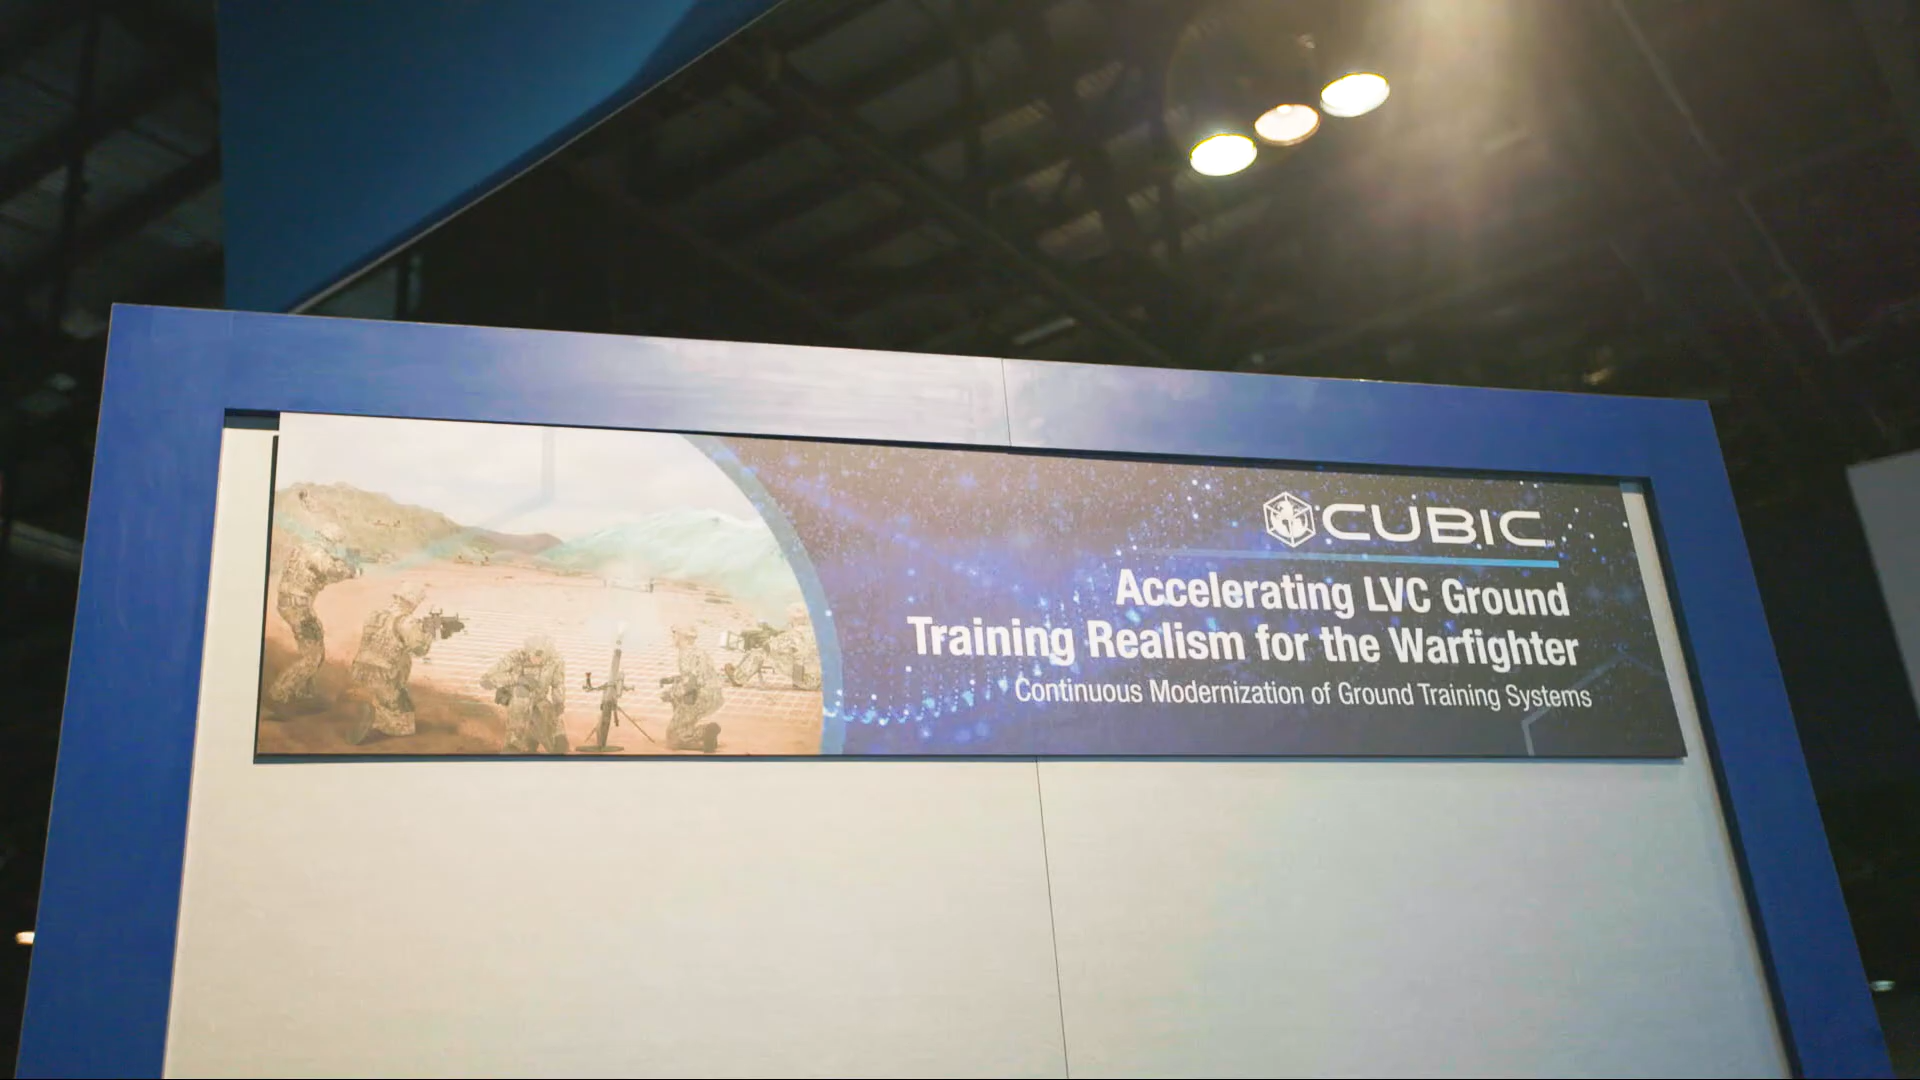 CUBIC
Accelerating LVC Ground
Training Realism for the Warfighter
Continuous Modernization of Ground Training Systems